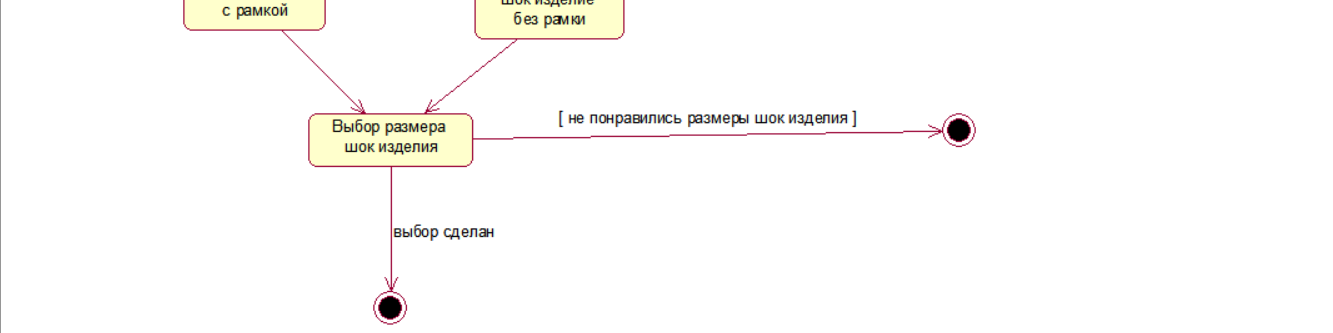 с рамкой
шок изделие
без рамки
[ не понравились размеры шок изделия ]
Выбор размера
шок изделия
выбор сделан